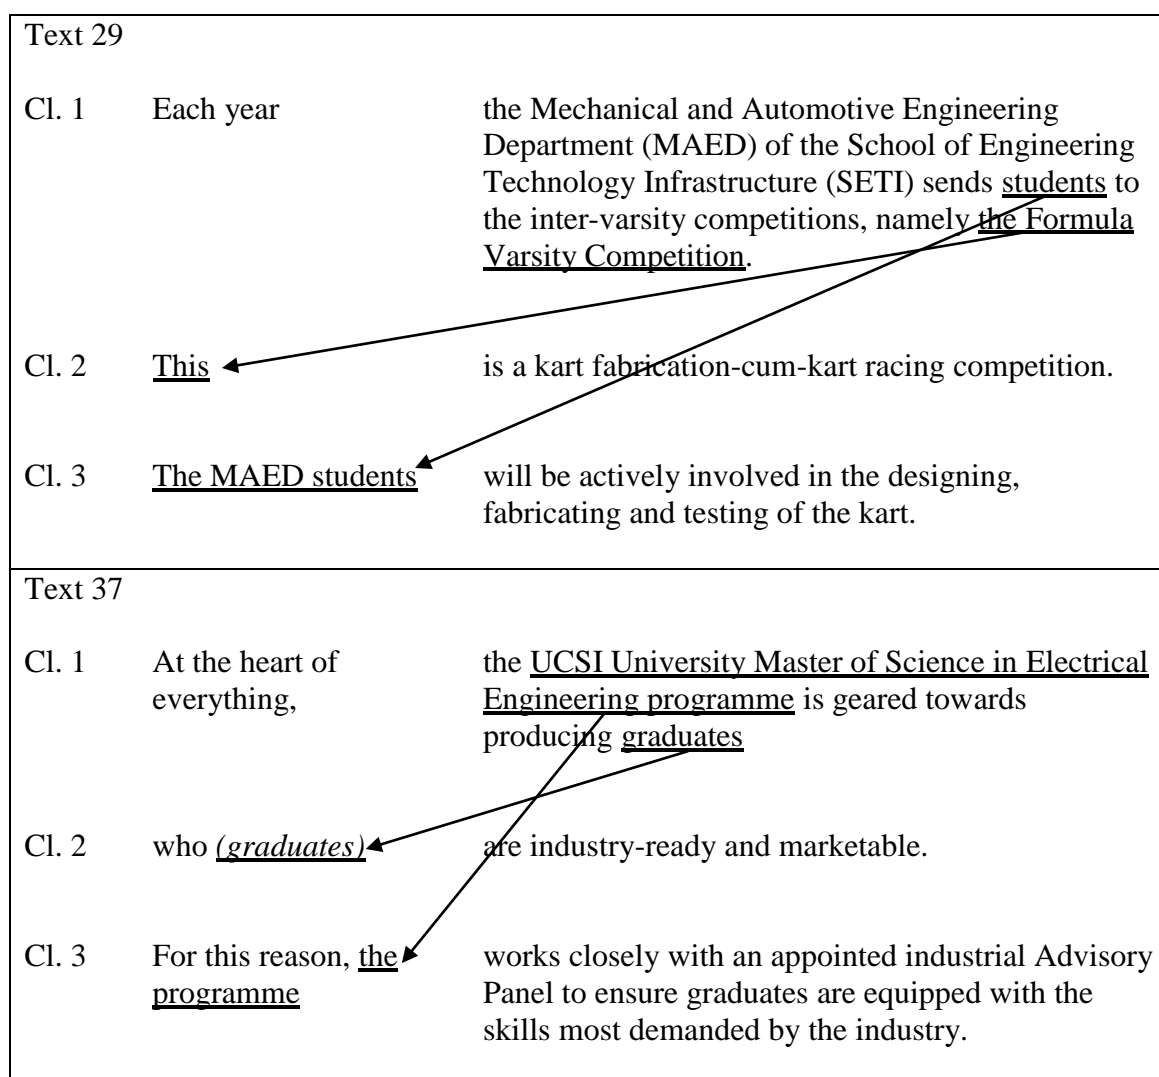 Text 29
Cl. 1 Each year the Mechanical and Automotive Engineering
Department (MAED) of the School of Engineering
Technology Infrastructure (SETI) sends students to
the inter-varsity competitions, namely the Formula
Varsity Competition.
Cl. 2 This is a kart fabrication-cum-kart racing competition.
Cl. 3 The MAED students will be actively involved in the designing,
fabricating and testing of the kart.
Text 37
Cl. 1 At the heart of the UCSI University Master of Science in Electrical
everything, Engineering programme is geared towards
producing graduates
Cl. 2 who (graduates) are industry-ready and marketable.
Cl. 3 For this reason, the works closely with an appointed industrial Advisory
programme Panel to ensure graduates are equipped with the
skills most demanded by the industry.